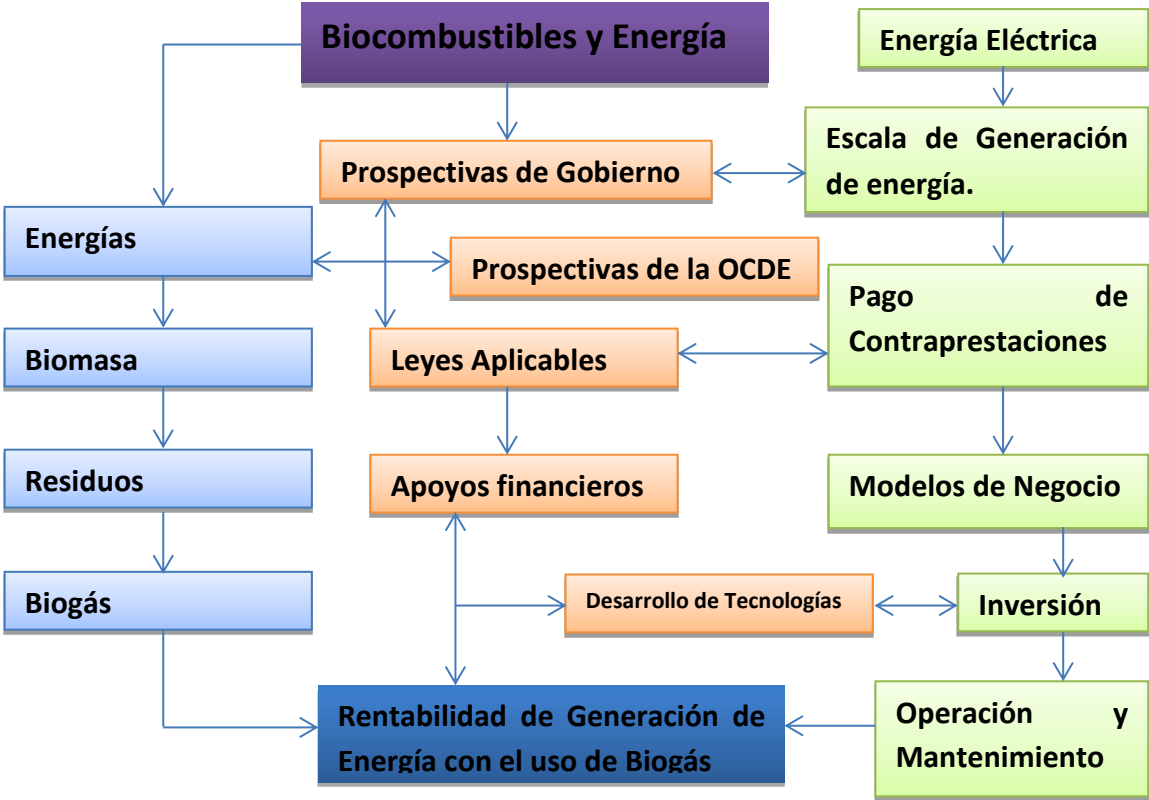 Biocombustibles y Energía
Energía Eléctrica
Escala de Generación
de energía.
Prospectivas de Gobierno
Energías
Prospectivas de la OCDE
Pago de
Contraprestaciones
Biomasa
Leyes Aplicables
Residuos
Apoyos financieros
Modelos de Negocio
Biogás
Desarrollo de Tecnologías
Inversión
Rentabilidad de Generación de
Energía con el uso de Biogás
Operación y
Mantenimiento